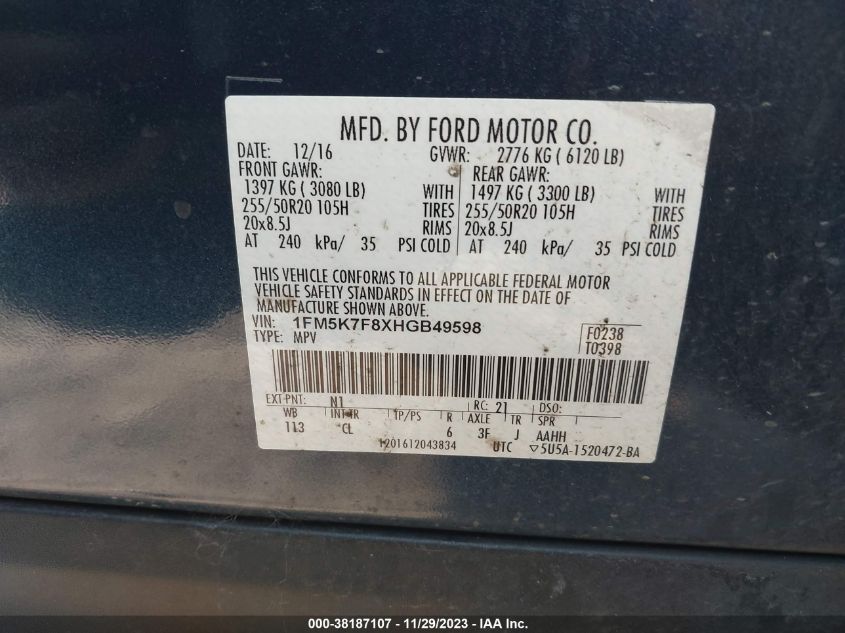 MFD. BY FORD MOTOR CO.
DATE: 12/16 GVWR: 2776 KG ( 6120 LB)
FRONT GAWR: REAR GAWR:
1397 KG ( 3080 LB) WITH 1497 KG ( 3300 LB) WITH
255/50R20 105H TIRES 255/50R20 105H TIRES
20x8.5J RIMS 20x8.5J RIMS
AT 240 kPa/ 35 PSI COLD AT 240 kPa/ 35 PSI COLD
THIS VEHICLE CONFORMS TO ALL APPLICABLE FEDERAL MOTOR
VEHICLE SAFETY STANDARDS IN EFFECT ON THE DATE OF
MANUFACTURE SHOWN ABOVE.
VIN: 1FM5K7F8XHGB49598 F0238
TYPE: MPV T0398
EXT PNT: N1 RC: 21 DSO:
WB INT TR TP/PS R AXLE TR SPR
113 CL 6 3F J AAHH
1201612043834 UTC ▽5U5A-1520472-BA
000-38187107 - 11/29/2023 - IAA Inc.